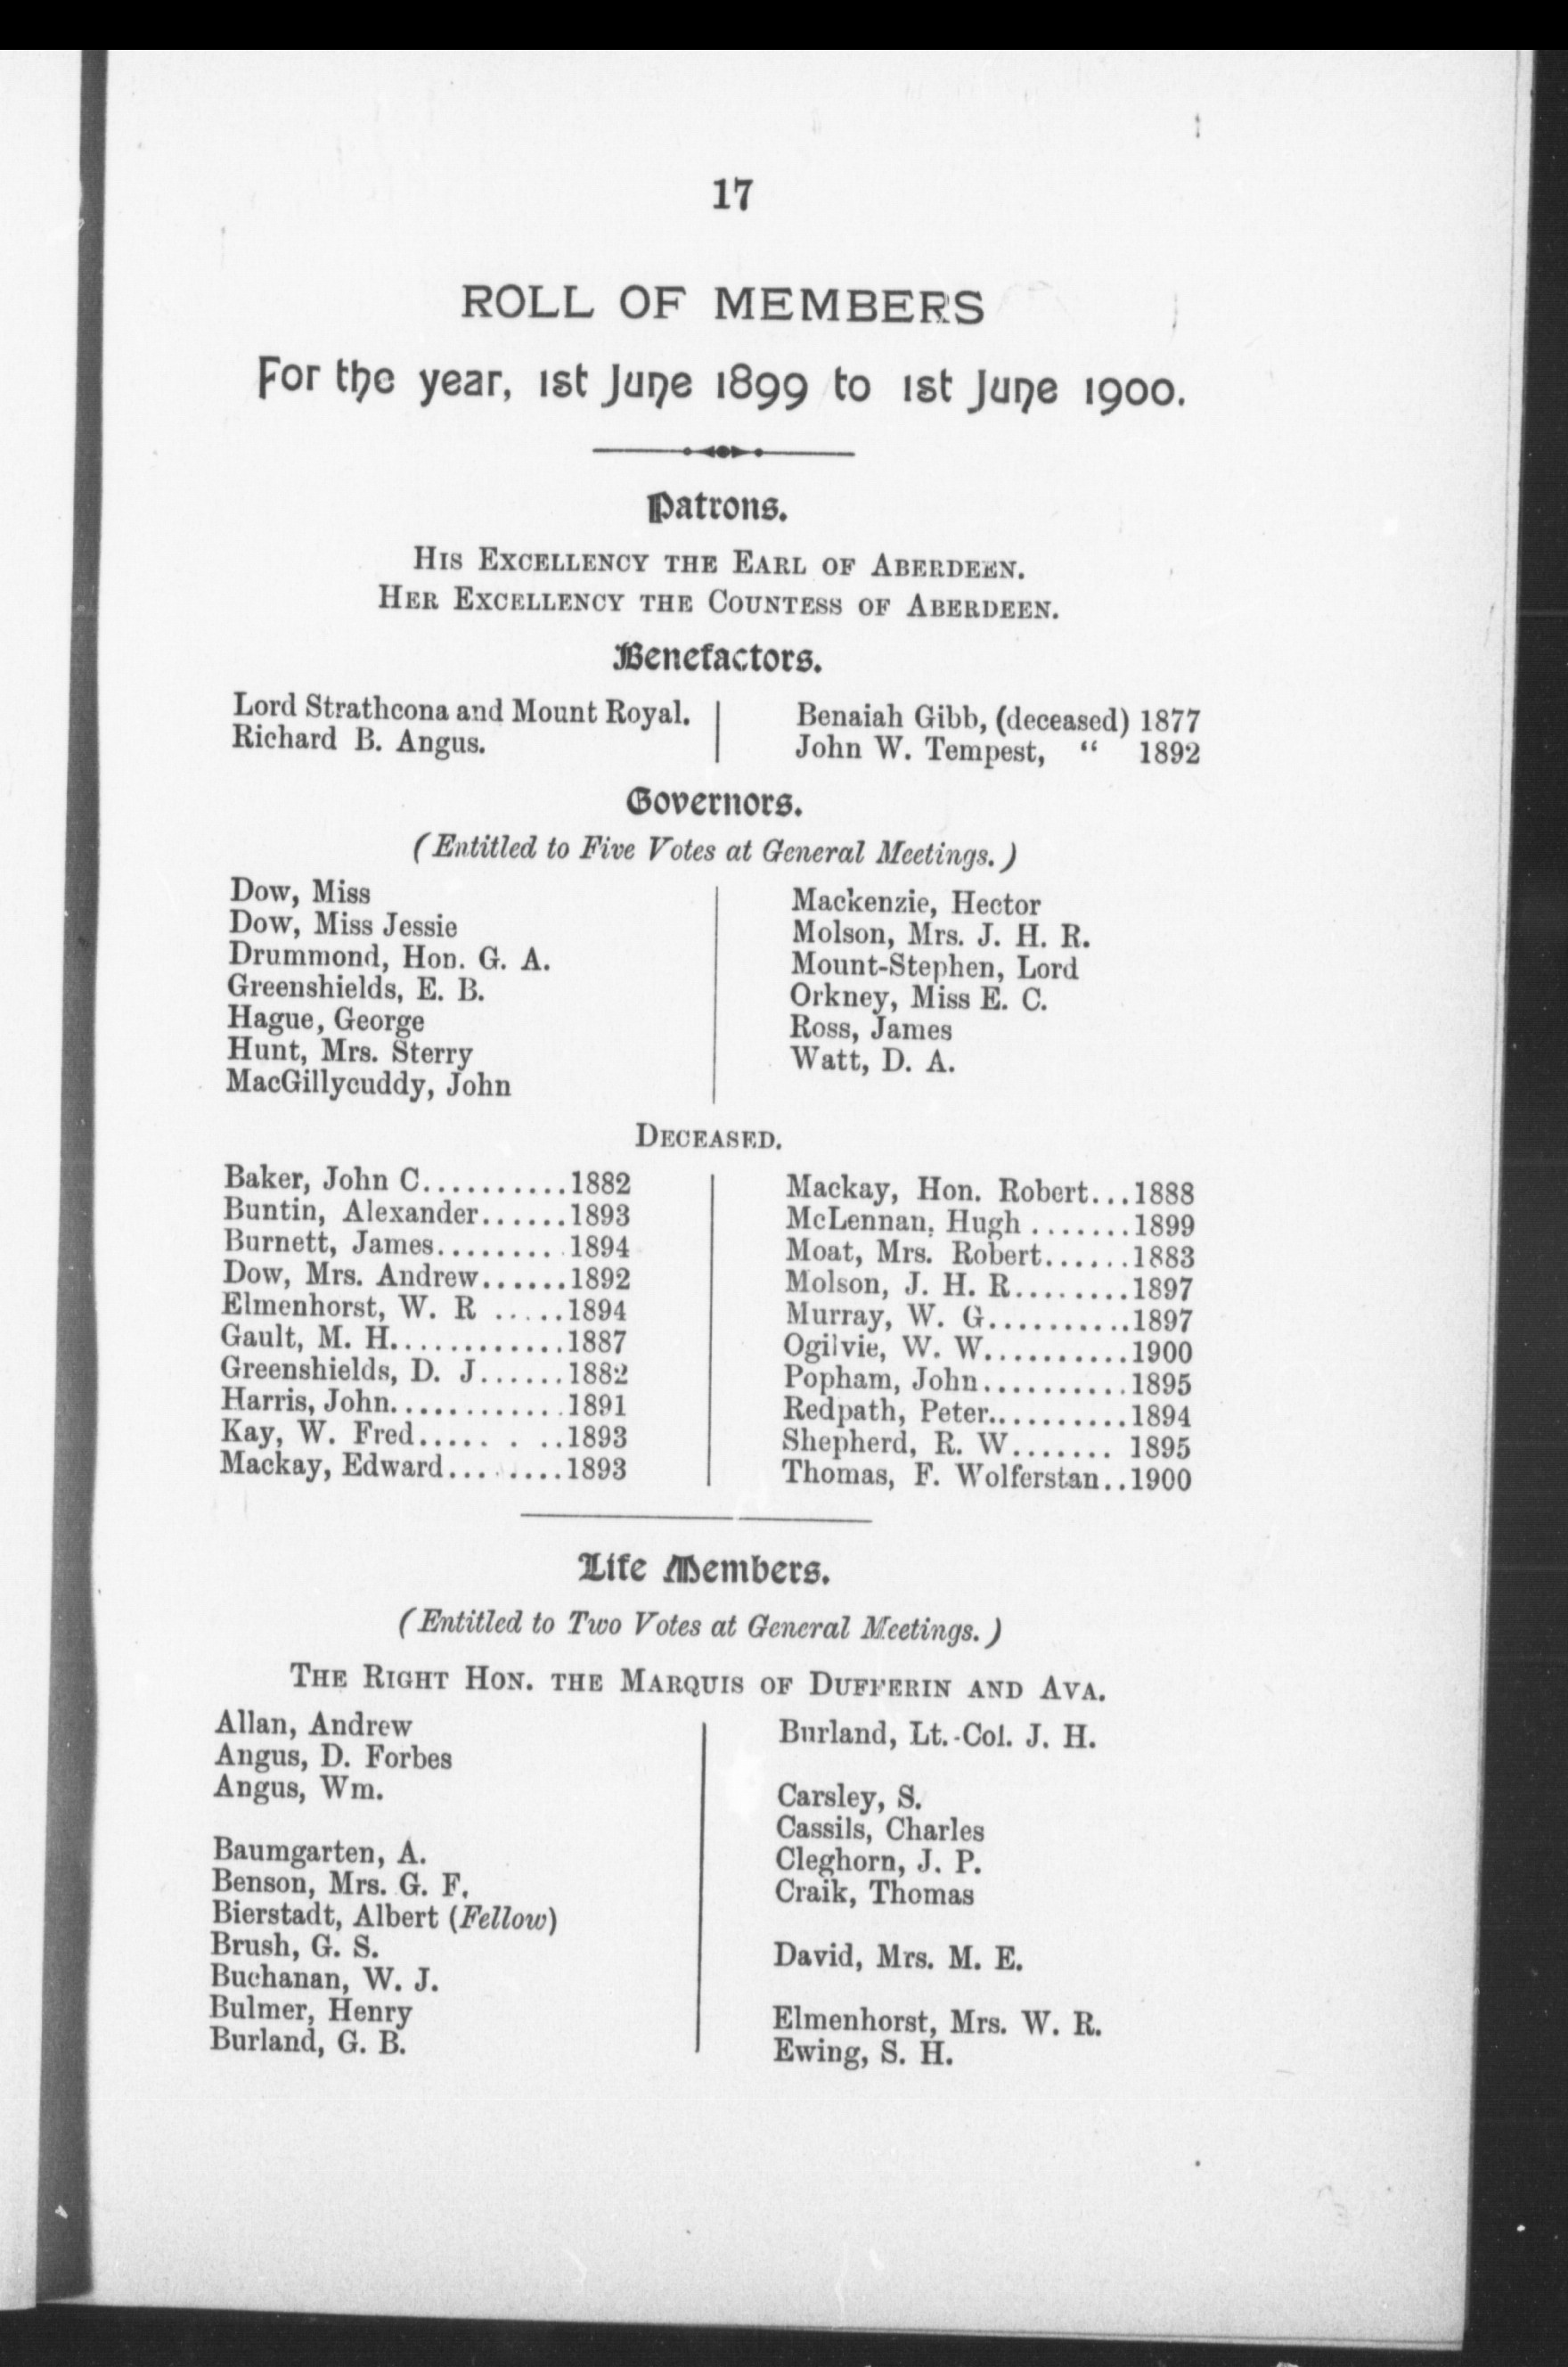 17
ROLL OF MEMBERS
For the year, 1st June 1899 to 1st June 1900.
Patrons.
HIS EXCELLENCY THE EARL OF ABERDEEN.
HER EXCELLENCY THE COUNTESS OF ABERDEEN.
Benefactors.
Lord Strathcona and Mount Royal.
Richard B. Angus.
Benaiah Gibb, (deceased) 1877
John W. Tempest, “ 1892
Governors.
(Entitled to Five Votes at General Meetings.)
Dow, Miss
Dow, Miss Jessie
Drummond, Hon. G. A.
Greenshields, E. B.
Hague, George
Hunt, Mrs. Sterry
MacGillycuddy, John
Mackenzie, Hector
Molson, Mrs. J. H. R.
Mount-Stephen, Lord
Orkney, Miss E. C.
Ross, James
Watt, D. A.
DECEASED.
Baker, John C..........1882
Buntin, Alexander......1893
Burnett, James.........1894
Dow, Mrs. Andrew......1892
Elmenhorst, W. R .....1894
Gault, M. H............1887
Greenshields, D. J......1882
Harris, John............1891
Kay, W. Fred..... . ..1893
Mackay, Edward........1893
Mackay, Hon. Robert...1888
McLennan, Hugh .......1899
Moat, Mrs. Robert......1883
Molson, J. H. R........1897
Murray, W. G..........1897
Ogilvie, W. W..........1900
Popham, John..........1895
Redpath, Peter..........1894
Shepherd, R. W....... 1895
Thomas, F. Wolferstan..1900
Life Members.
(Entitled to Two Votes at General Meetings.)
THE RIGHT HON. THE MARQUIS OF DUFFERIN AND AVA.
Allan, Andrew
Angus, D. Forbes
Angus, Wm.
Baumgarten, A.
Benson, Mrs. G. F.
Bierstadt, Albert (Fellow)
Brush, G. S.
Buchanan, W. J.
Bulmer, Henry
Burland, G. B.
Burland, Lt.-Col. J. H.
Carsley, S.
Cassils, Charles
Cleghorn, J. P.
Craik, Thomas
David, Mrs. M. E.
Elmenhorst, Mrs. W. R.
Ewing, S. H.